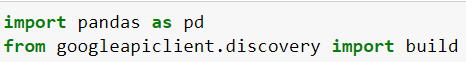 import pandas as pd
from googleapiclient.discovery import build